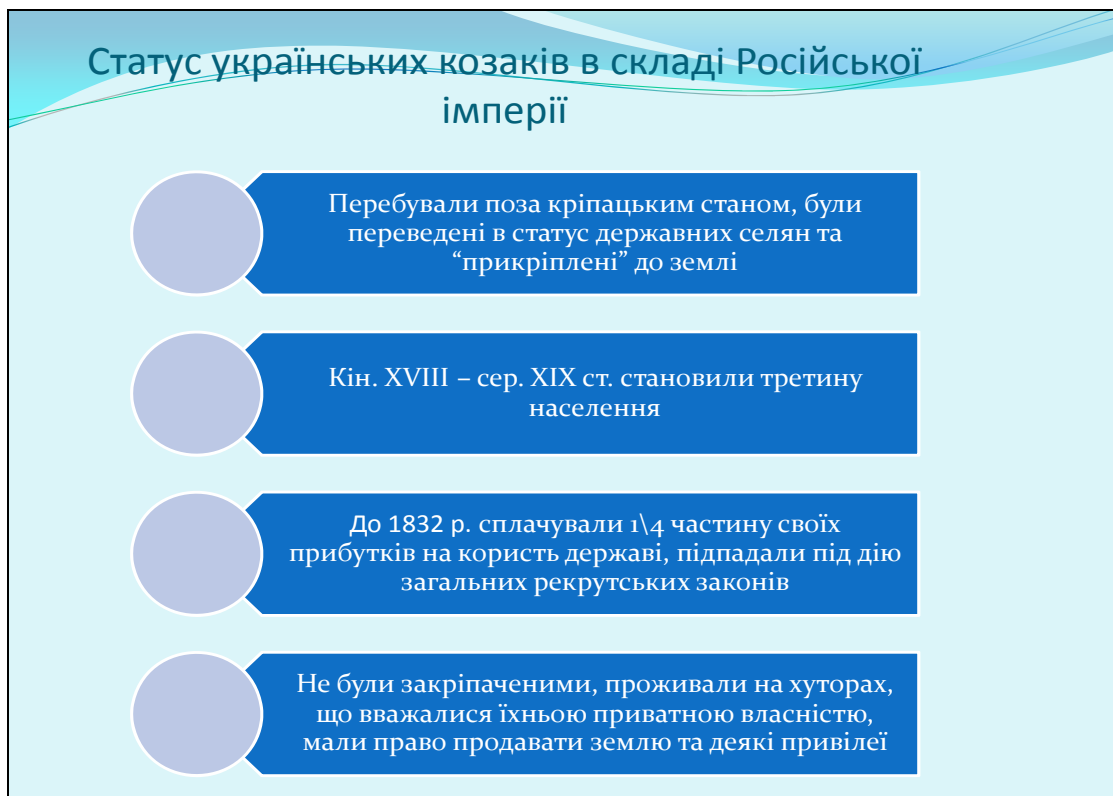 Статус українських козаків в складі Російської
імперії
Перебували поза кріпацьким станом, були
переведені в статус державних селян та
“прикріплені” до землі
Кін. XVIII – сер. XIX ст. становили третину
населення
До 1832 р. сплачували 1\4 частину своїх
прибутків на користь державі, підпадали під дію
загальних рекрутських законів
Не були закріпаченими, проживали на хуторах,
що вважалися їхньою приватною власністю,
мали право продавати землю та деякі привілеї